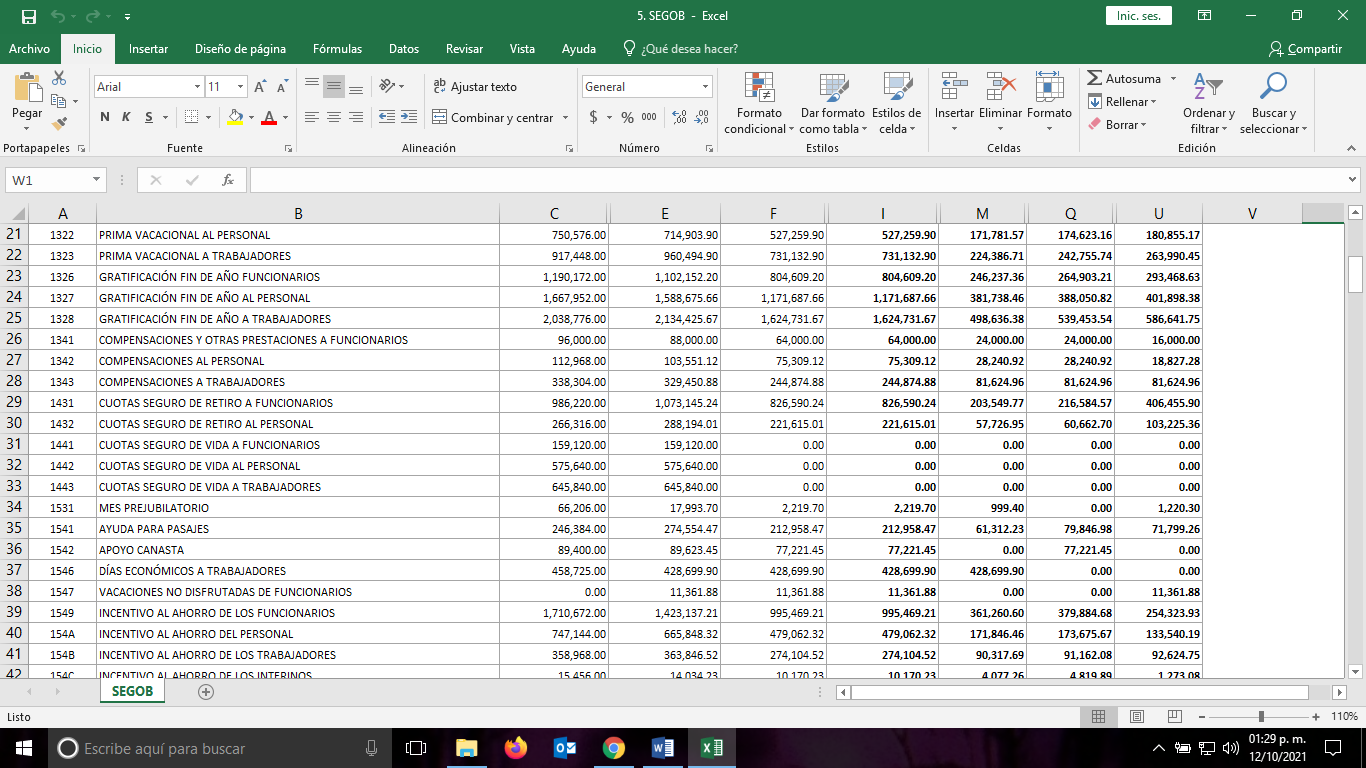 5. SEGOB - Excel
Inic. ses.
Archivo Inicio Insertar Diseño de página Fórmulas Datos Revisar Vista Ayuda ¿Qué desea hacer? Compartir
Pegar
Arial 11
N K S
Ajustar texto
Combinar y centrar
General
$ % 000
Formato condicional
Dar formato como tabla
Estilos de celda
Insertar Eliminar Formato
Autosuma
Rellenar
Borrar
Ordenar y filtrar
Buscar y seleccionar
Portapapeles Fuente Alineación Número Estilos Celdas Edición
W1 fx
A B C E F I M Q U V
21 1322 PRIMA VACACIONAL AL PERSONAL 750,576.00 714,903.90 527,259.90 527,259.90 171,781.57 174,623.16 180,855.17
22 1323 PRIMA VACACIONAL A TRABAJADORES 917,448.00 960,494.90 731,132.90 731,132.90 224,386.71 242,755.74 263,990.45
23 1326 GRATIFICACIÓN FIN DE AÑO FUNCIONARIOS 1,190,172.00 1,102,152.20 804,609.20 804,609.20 246,237.36 264,903.21 293,468.63
24 1327 GRATIFICACIÓN FIN DE AÑO AL PERSONAL 1,667,952.00 1,588,675.66 1,171,687.66 1,171,687.66 381,738.46 388,050.82 401,898.38
25 1328 GRATIFICACIÓN FIN DE AÑO A TRABAJADORES 2,038,776.00 2,134,425.67 1,624,731.67 1,624,731.67 498,636.38 539,453.54 586,641.75
26 1341 COMPENSACIONES Y OTRAS PRESTACIONES A FUNCIONARIOS 96,000.00 88,000.00 64,000.00 64,000.00 24,000.00 24,000.00 16,000.00
27 1342 COMPENSACIONES AL PERSONAL 112,968.00 103,551.12 75,309.12 75,309.12 28,240.92 28,240.92 18,827.28
28 1343 COMPENSACIONES A TRABAJADORES 338,304.00 329,450.88 244,874.88 244,874.88 81,624.96 81,624.96 81,624.96
29 1431 CUOTAS SEGURO DE RETIRO A FUNCIONARIOS 986,220.00 1,073,145.24 826,590.24 826,590.24 203,549.77 216,584.57 406,455.90
30 1432 CUOTAS SEGURO DE RETIRO AL PERSONAL 266,316.00 288,194.01 221,615.01 221,615.01 57,726.95 60,662.70 103,225.36
31 1441 CUOTAS SEGURO DE VIDA A FUNCIONARIOS 159,120.00 159,120.00 0.00 0.00 0.00 0.00 0.00
32 1442 CUOTAS SEGURO DE VIDA AL PERSONAL 575,640.00 575,640.00 0.00 0.00 0.00 0.00 0.00
33 1443 CUOTAS SEGURO DE VIDA A TRABAJADORES 645,840.00 645,840.00 0.00 0.00 0.00 0.00 0.00
34 1531 MES PREJUBILATORIO 66,206.00 17,993.70 2,219.70 2,219.70 999.40 0.00 1,220.30
35 1541 AYUDA PARA PASAJES 246,384.00 274,554.47 212,958.47 212,958.47 61,312.23 79,846.98 71,799.26
36 1542 APOYO CANASTA 89,400.00 89,623.45 77,221.45 77,221.45 0.00 77,221.45 0.00
37 1546 DÍAS ECONÓMICOS A TRABAJADORES 458,725.00 428,699.90 428,699.90 428,699.90 428,699.90 0.00 0.00
38 1547 VACACIONES NO DISFRUTADAS DE FUNCIONARIOS 0.00 11,361.88 11,361.88 11,361.88 0.00 0.00 11,361.88
39 1549 INCENTIVO AL AHORRO DE LOS FUNCIONARIOS 1,710,672.00 1,423,137.21 995,469.21 995,469.21 361,260.60 379,884.68 254,323.93
40 154A INCENTIVO AL AHORRO DEL PERSONAL 747,144.00 665,848.32 479,062.32 479,062.32 171,846.46 173,675.67 133,540.19
41 154B INCENTIVO AL AHORRO DE LOS TRABAJADORES 358,968.00 363,846.52 274,104.52 274,104.52 90,317.69 91,162.08 92,624.75
42 154C INCENTIVO AL AHORRO DE LOS INTERINOS 15,456.00 14,034.23 10,170.23 10,170.23 4,077.26 4,819.89 1,273.08
SEGOB
Listo 110%
Escribe aquí para buscar
01:29 p. m.
12/10/2021